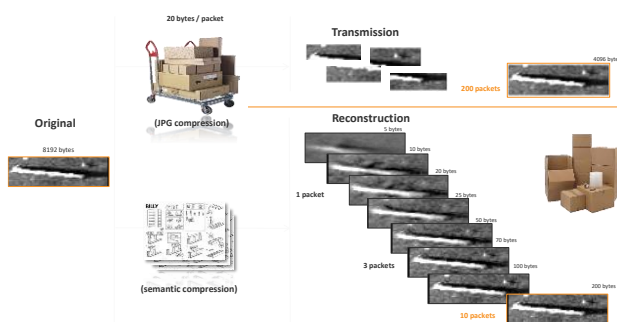 20 bytes / packet
Transmission
4096 bytes
200 packets
(JPG compression)
Original
8192 bytes
Reconstruction
5 bytes
10 bytes
20 bytes
1 packet
25 bytes
50 bytes
70 bytes
3 packets
100 bytes
200 bytes
10 packets
BILLY
(semantic compression)